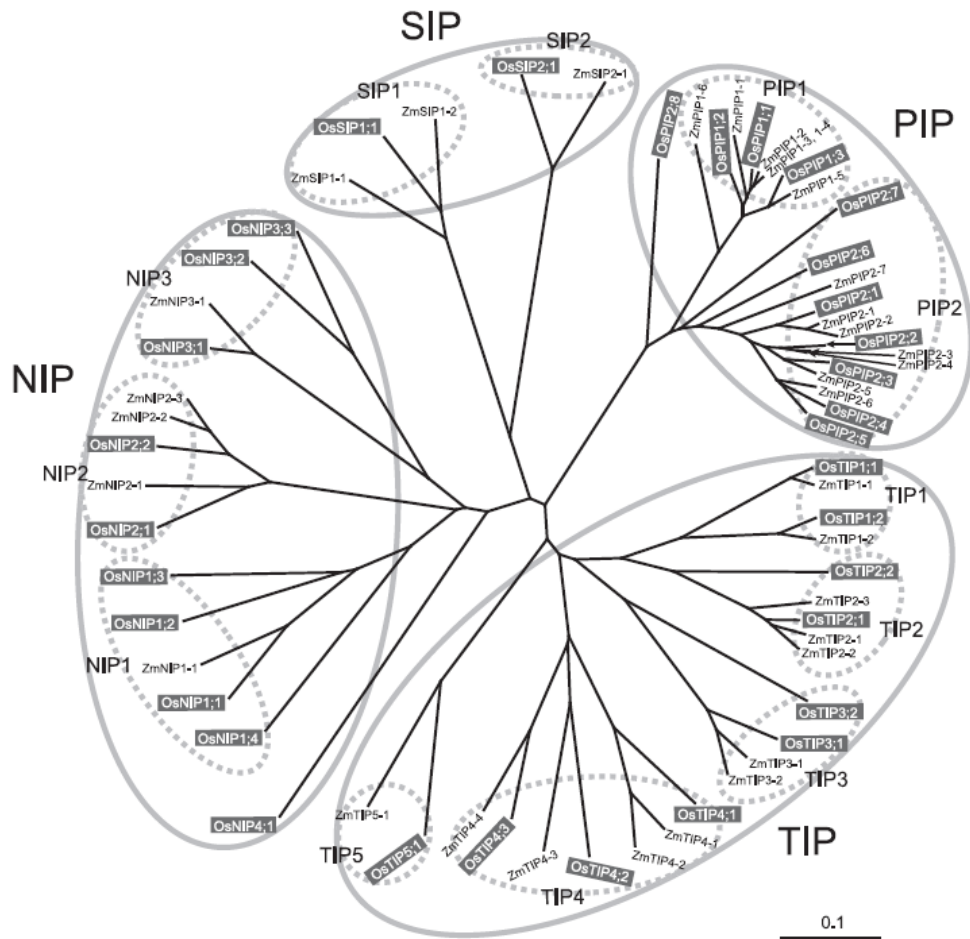 SIP
SIP2
OsSIP2;1
ZmSIP2-1
SIP1
ZmSIP1-2
OsSIP1;1
ZmSIP1-1
PIP
PIP1
OsPIP2;8
ZmPIP1-6
OsPIP1;2
ZmPIP1-1
OsPIP1;1
ZmPIP1-2
ZmPIP1-3, 1-4
OsPIP1;3
ZmPIP1-5
OsPIP2;7
OsPIP2;6
ZmPIP2-7
OsPIP2;1
PIP2
ZmPIP2-1
ZmPIP2-2
OsPIP2;2
ZmPIP2-3
ZmPIP2-4
OsPIP2;3
ZmPIP2-5
ZmPIP2-6
OsPIP2;4
OsPIP2;5
NIP
OsNIP3;3
OsNIP3;2
NIP3
ZmNIP3-1
OsNIP3;1
ZmNIP2-3
ZmNIP2-2
OsNIP2;2
NIP2
ZmNIP2-1
OsNIP2;1
OsNIP1;3
OsNIP1;2
NIP1
ZmNIP1-1
OsNIP1;1
OsNIP1;4
OsNIP4;1
OsTIP1;1
ZmTIP1-1
TIP1
OsTIP1;2
ZmTIP1-2
OsTIP2;2
ZmTIP2-3
OsTIP2;1
TIP2
ZmTIP2-1
ZmTIP2-2
OsTIP3;2
OsTIP3;1
ZmTIP3-1
ZmTIP3-2
TIP3
TIP
ZmTIP5-1
OsTIP5;1
TIP5
ZmTIP4-4
OsTIP4;3
ZmTIP4-3
OsTIP4;2
ZmTIP4-2
ZmTIP4-1
OsTIP4;1
TIP4
0.1